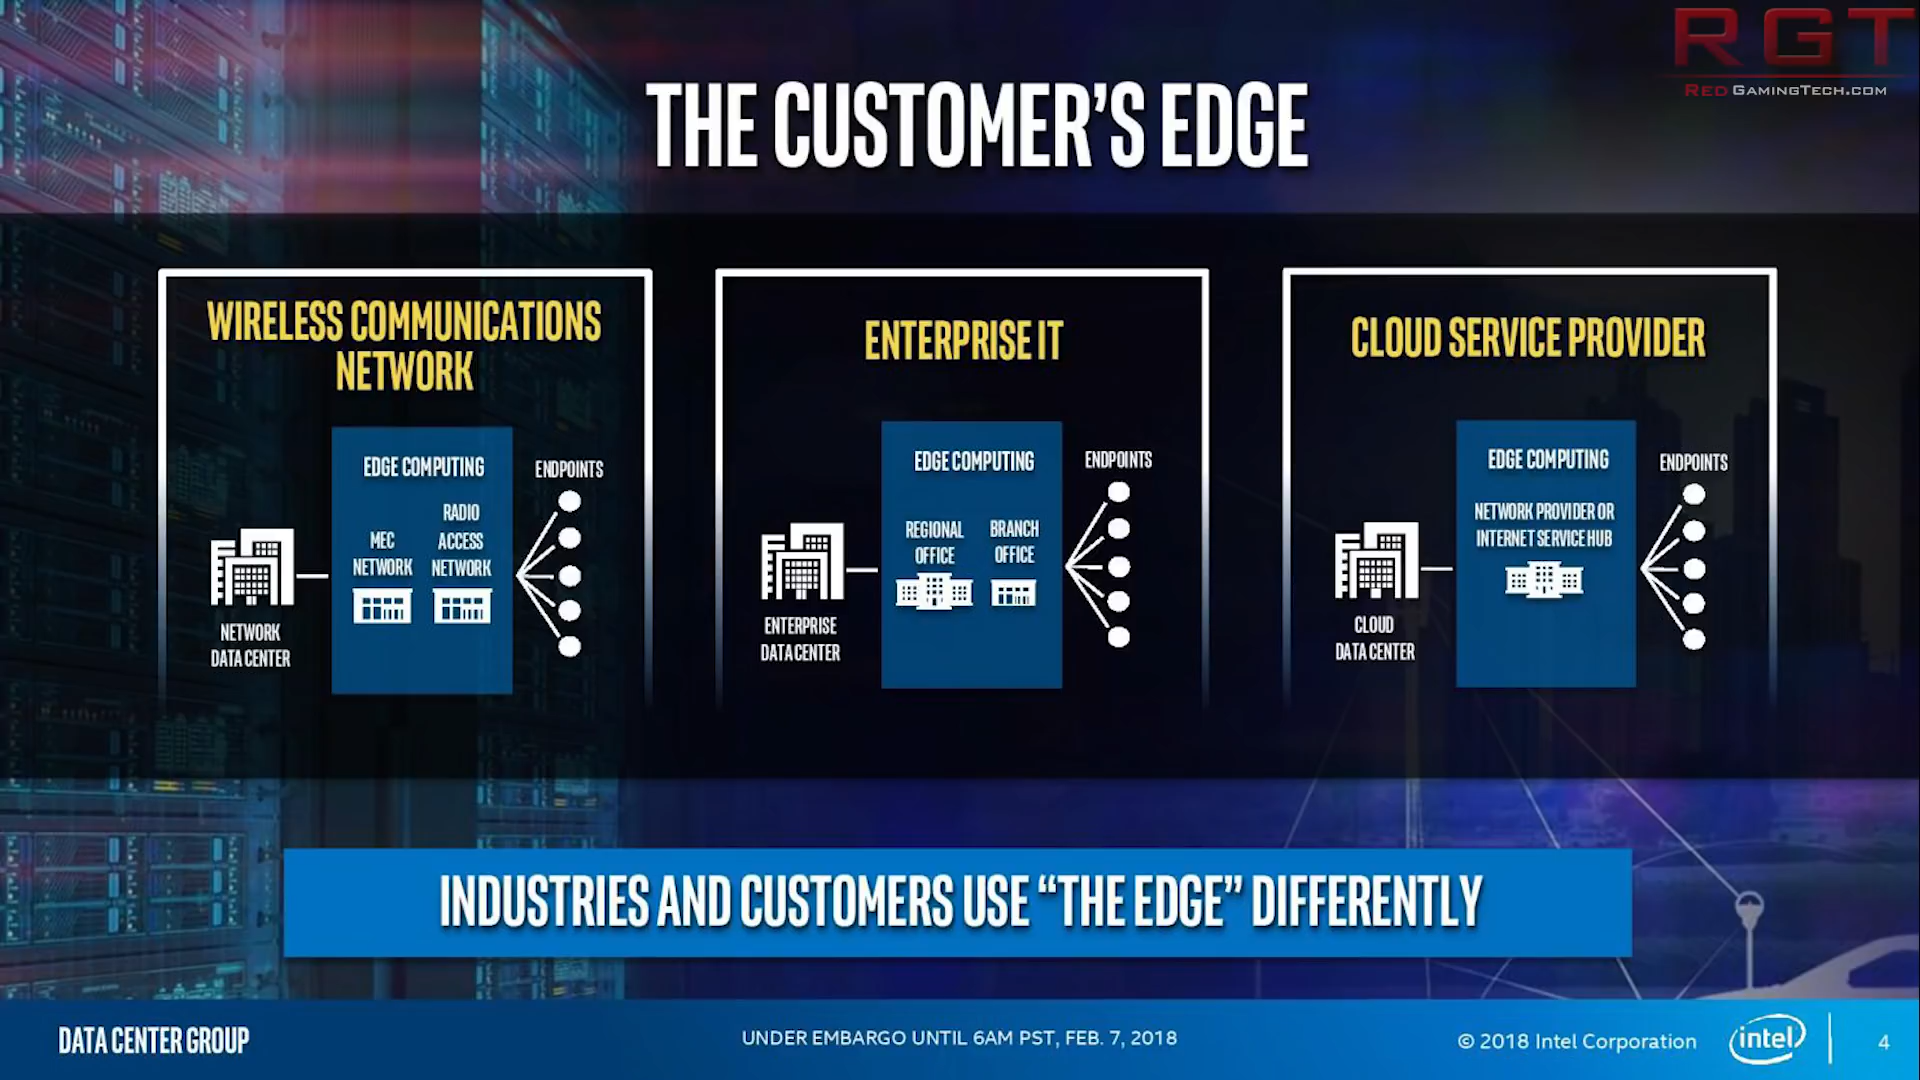 RGT
RED GAMINGTECH.COM
THE CUSTOMER'S EDGE
WIRELESS COMMUNICATIONS
NETWORK
EDGE COMPUTING
ENDPOINTS
MEC
NETWORK
RADIO
ACCESS
NETWORK
NETWORK
DATA CENTER
ENTERPRISE IT
EDGE COMPUTING
ENDPOINTS
REGIONAL
OFFICE
BRANCH
OFFICE
ENTERPRISE
DATA CENTER
CLOUD SERVICE PROVIDER
EDGE COMPUTING
ENDPOINTS
NETWORK PROVIDER OR
INTERNET SERVICE HUB
CLOUD
DATA CENTER
INDUSTRIES AND CUSTOMERS USE “THE EDGE” DIFFERENTLY
DATA CENTER GROUP
UNDER EMBARGO UNTIL 6AM PST, FEB. 7, 2018
© 2018 Intel Corporation
intel
4